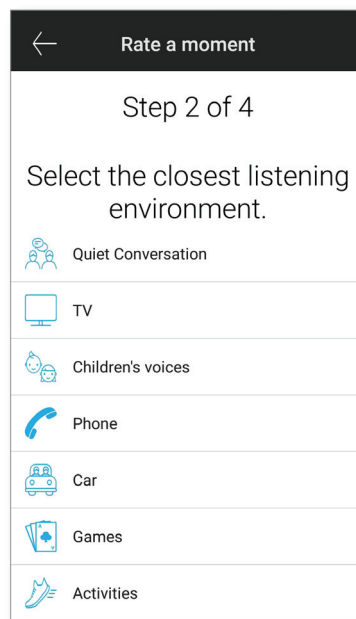 Rate a moment
Step 2 of 4
Select the closest listening
environment.
Quiet Conversation
TV
Children's voices
Phone
Car
Games
Activities